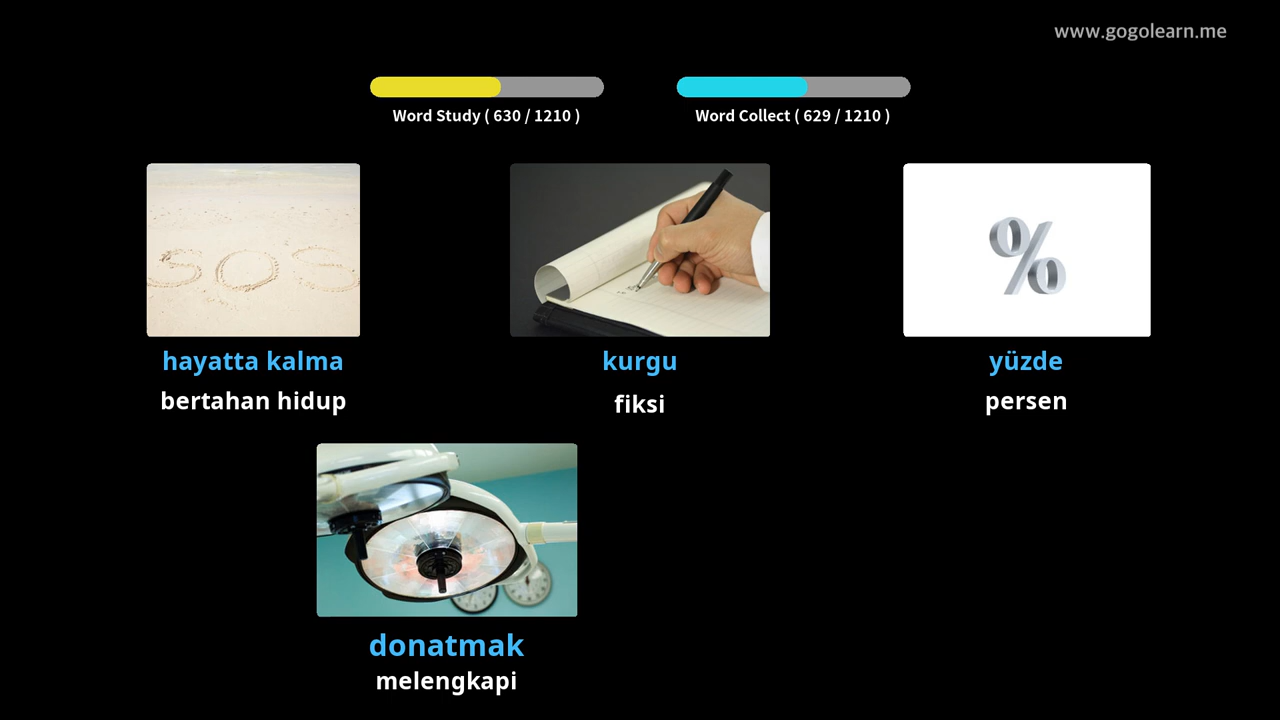 www.gogolearn.me
Word Study ( 630 / 1210 )
Word Collect ( 629 / 1210 )
SOS
hayatta kalma
kurgu
yüzde
bertahan hidup
fiksi
persen
%
donatmak
melengkapi